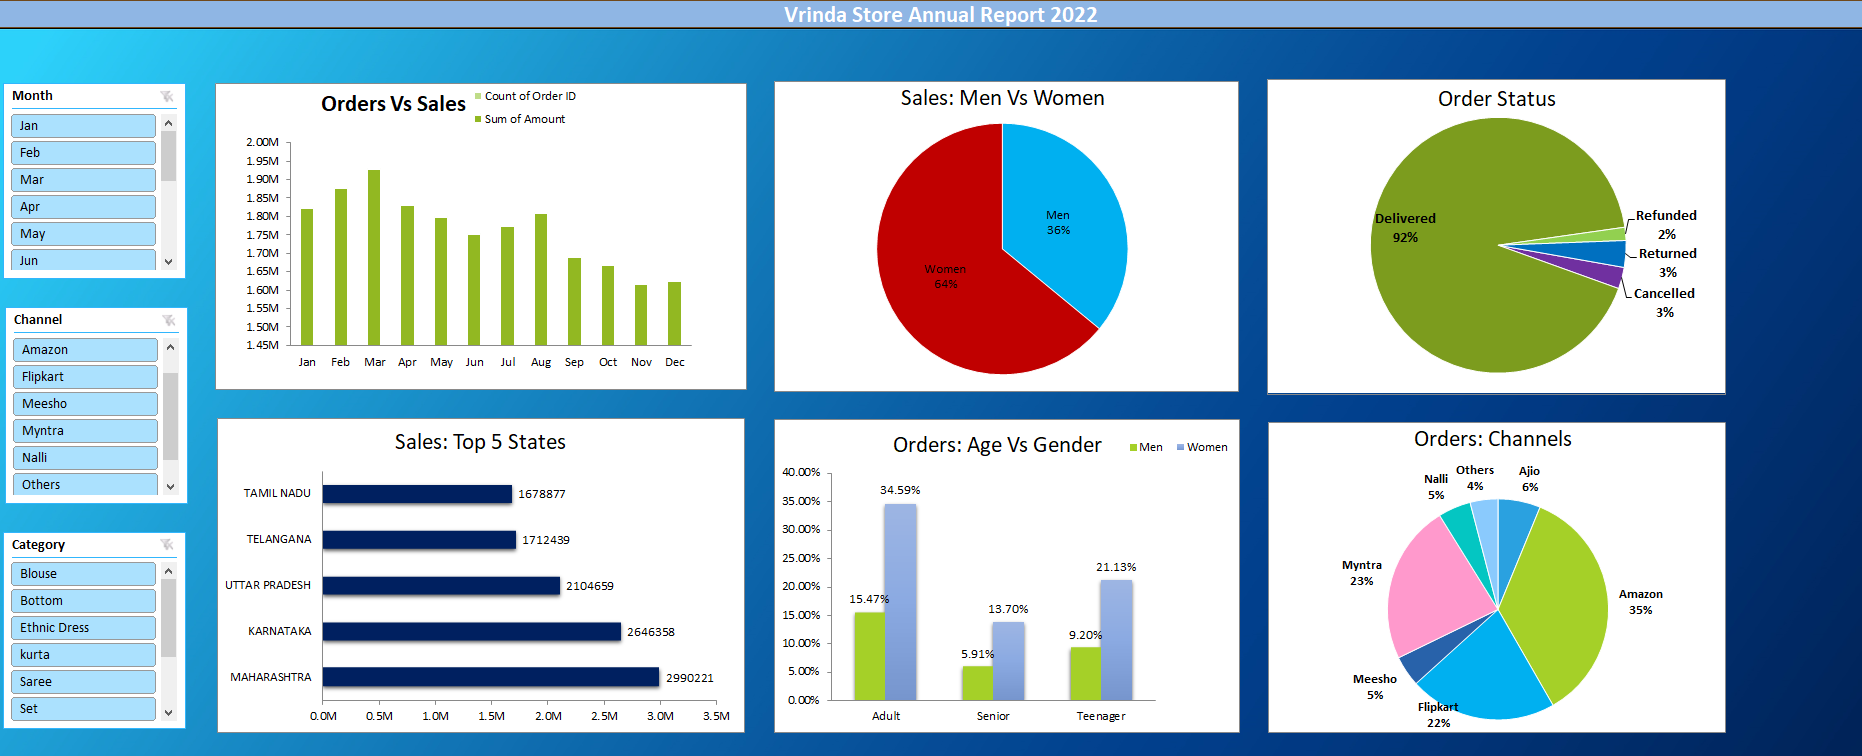 Vrinda Store Annual Report 2022
Month
Jan
Feb
Mar
Apr
May
Jun
Channel
Amazon
Flipkart
Meesho
Myntra
Nalli
Others
Category
Blouse
Bottom
Ethnic Dress
kurta
Saree
Set
Orders Vs Sales
Count of Order ID
Sum of Amount
2.00M
1.95M
1.90M
1.85M
1.80M
1.75M
1.70M
1.65M
1.60M
1.55M
1.50M
1.45M
Jan Feb Mar Apr May Jun Jul Aug Sep Oct Nov Dec
Sales: Men Vs Women
Men
36%
Women
64%
Order Status
Delivered
92%
Refunded
2%
Returned
3%
Cancelled
3%
Sales: Top 5 States
TAMIL NADU 1678877
TELANGANA 1712439
UTTAR PRADESH 2104659
KARNATAKA 2646358
MAHARASHTRA 2990221
0.0M 0.5M 1.0M 1.5M 2.0M 2.5M 3.0M 3.5M
Orders: Age Vs Gender
Men Women
40.00%
35.00%
30.00%
25.00%
20.00%
15.00%
10.00%
5.00%
0.00%
34.59%
15.47%
13.70%
5.91%
21.13%
9.20%
Adult Senior Teenager
Orders: Channels
Others
4%
Ajio
6%
Nalli
5%
Myntra
23%
Amazon
35%
Meesho
5%
Flipkart
22%